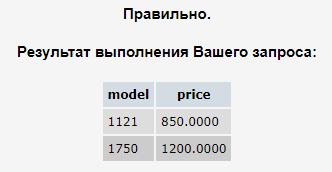 Правильно.
Результат выполнения Вашего запроса:
model price
1121 850.0000
1750 1200.0000